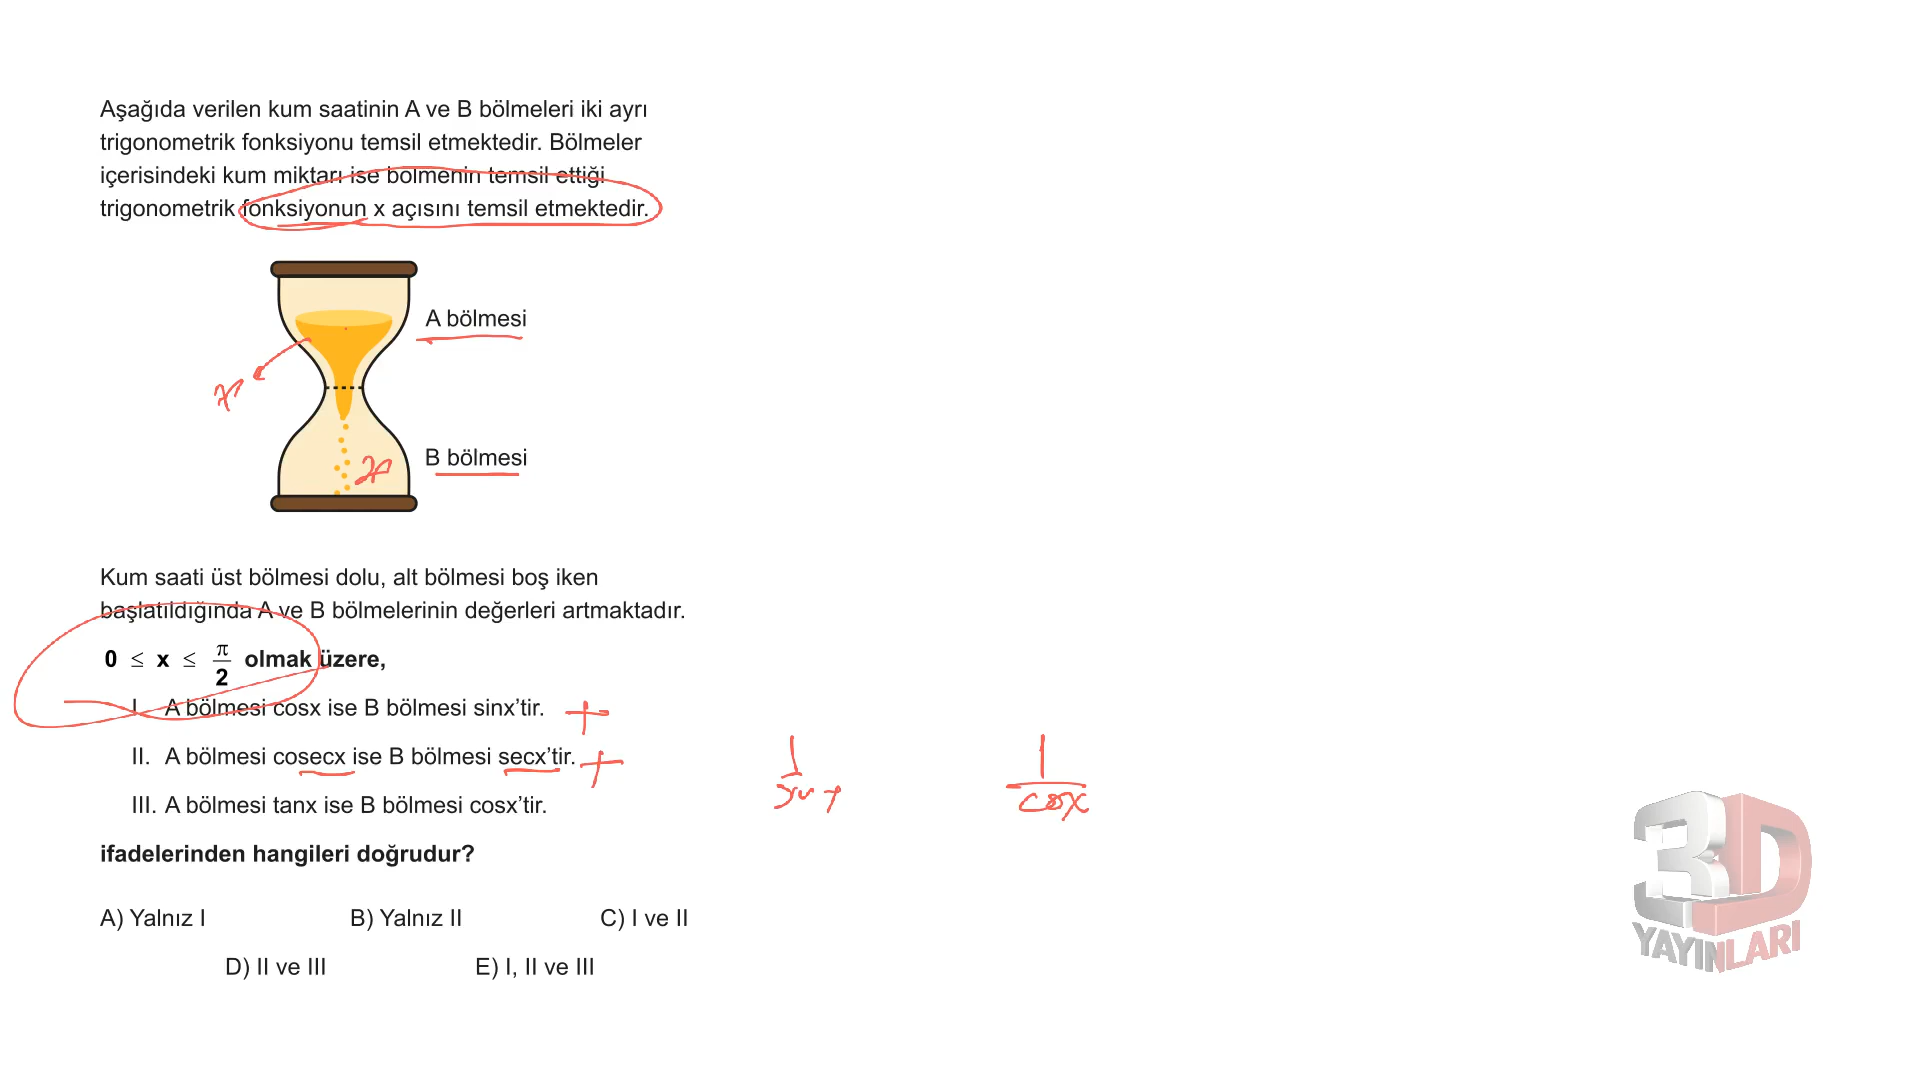 Aşağıda verilen kum saatinin A ve B bölmeleri iki ayrı
trigonometrik fonksiyonu temsil etmektedir. Bölmeler
içerisindeki kum miktarı ise bölmenin temsil ettiği
trigonometrik fonksiyonun x açısını temsil etmektedir.
A bölmesi
x
B bölmesi
x
Kum saati üst bölmesi dolu, alt bölmesi boş iken
başlatıldığında A ve B bölmelerinin değerleri artmaktadır.
0 ≤ x ≤ π/2 olmak üzere,
I. A bölmesi cosx ise B bölmesi sinx’tir. +
II. A bölmesi cosecx ise B bölmesi secx’tir. +
1/sinx 1/cosx
III. A bölmesi tanx ise B bölmesi cosx’tir.
ifadelerinden hangileri doğrudur?
A) Yalnız I B) Yalnız II C) I ve II
D) II ve III E) I, II ve III
3D
YAYINLARI